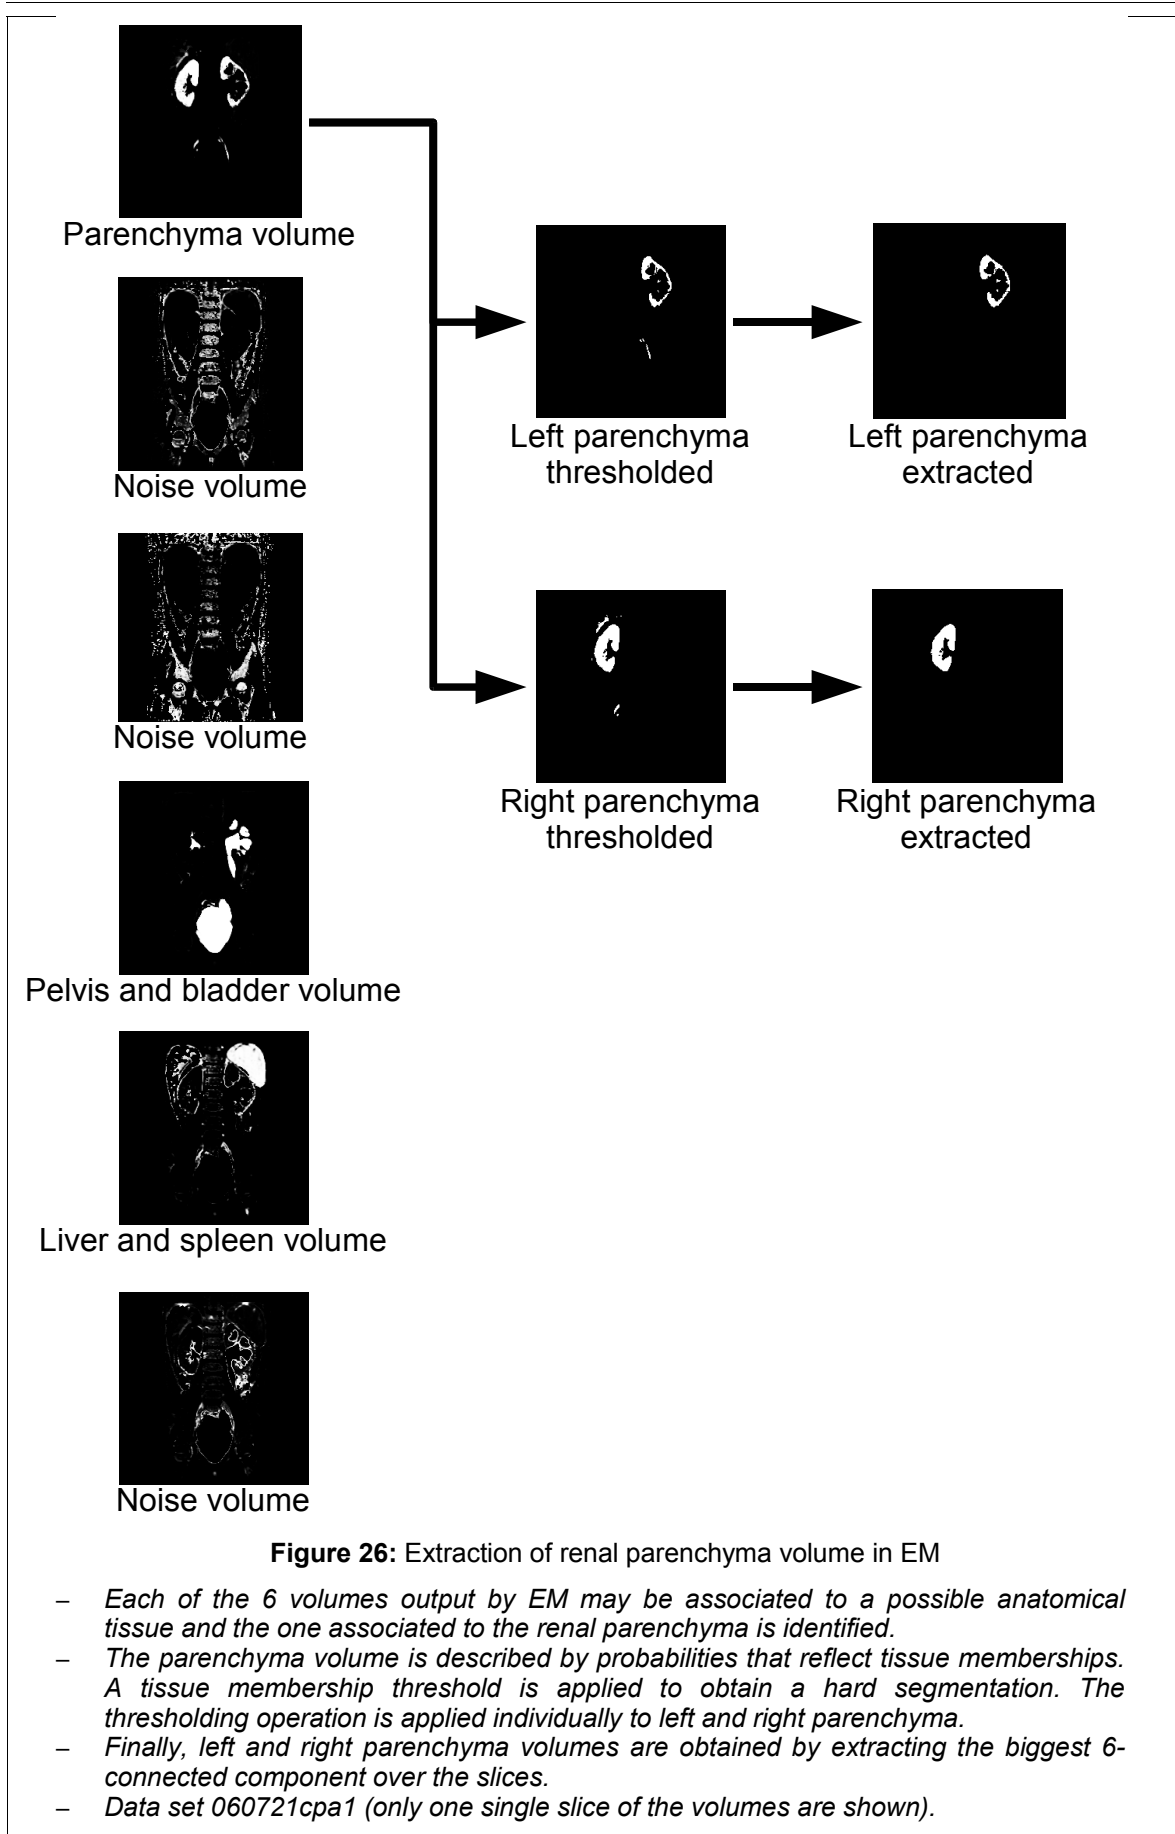 Parenchyma volume
Noise volume
Noise volume
Pelvis and bladder volume
Liver and spleen volume
Noise volume
Left parenchyma
thresholded
Left parenchyma
extracted
Right parenchyma
thresholded
Right parenchyma
extracted
Figure 26: Extraction of renal parenchyma volume in EM
– Each of the 6 volumes output by EM may be associated to a possible anatomical
tissue and the one associated to the renal parenchyma is identified.
– The parenchyma volume is described by probabilities that reflect tissue memberships.
A tissue membership threshold is applied to obtain a hard segmentation. The
thresholding operation is applied individually to left and right parenchyma.
– Finally, left and right parenchyma volumes are obtained by extracting the biggest 6-
connected component over the slices.
– Data set 060721cpa1 (only one single slice of the volumes are shown).